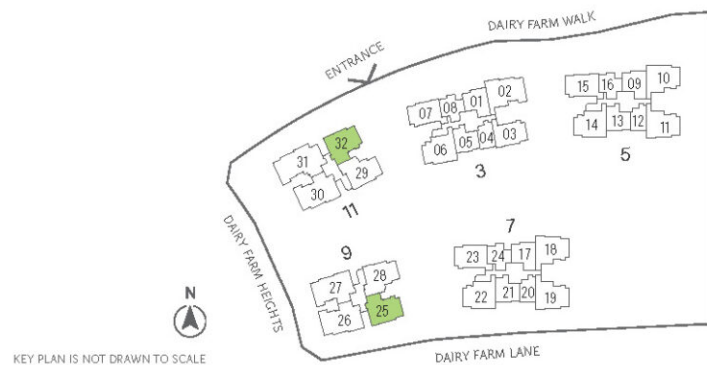 DAIRY FARM WALK
ENTRANCE
15 16 09 10
14 13 12 11
5
07 08 01 02
06 05 04 03
3
32
31
29
30
11
7
23 24 17 18
22 21 20 19
9
27 28
26 25
DAIRY FARM HEIGHTS
N
DAIRY FARM LANE
KEY PLAN IS NOT DRAWN TO SCALE